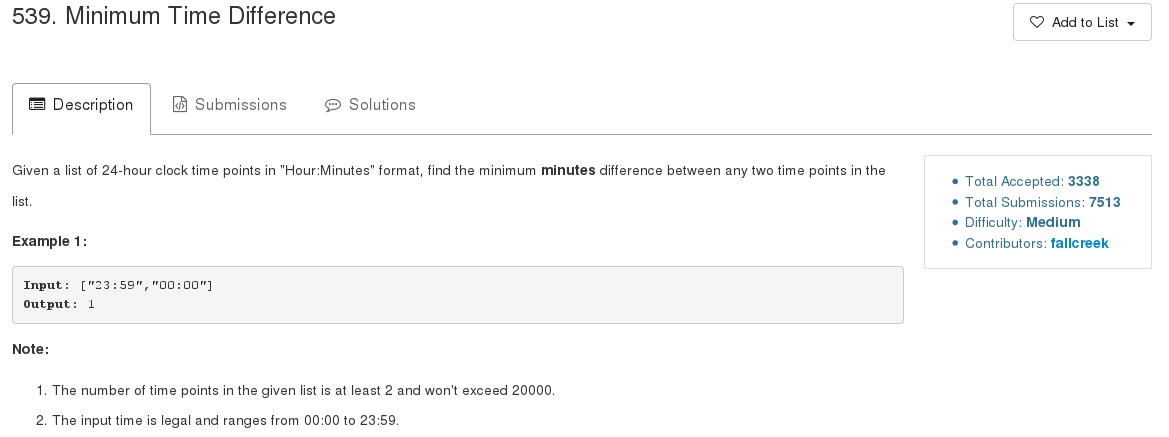 539. Minimum Time Difference
Add to List
Description
Submissions
Solutions
Given a list of 24-hour clock time points in "Hour:Minutes" format, find the minimum minutes difference between any two time points in the
list.
Total Accepted: 3338
Total Submissions: 7513
Difficulty: Medium
Contributors: fallcreek
Example 1:
Input: ["23:59","00:00"]
Output: 1
Note:
1. The number of time points in the given list is at least 2 and won't exceed 20000.
2. The input time is legal and ranges from 00:00 to 23:59.